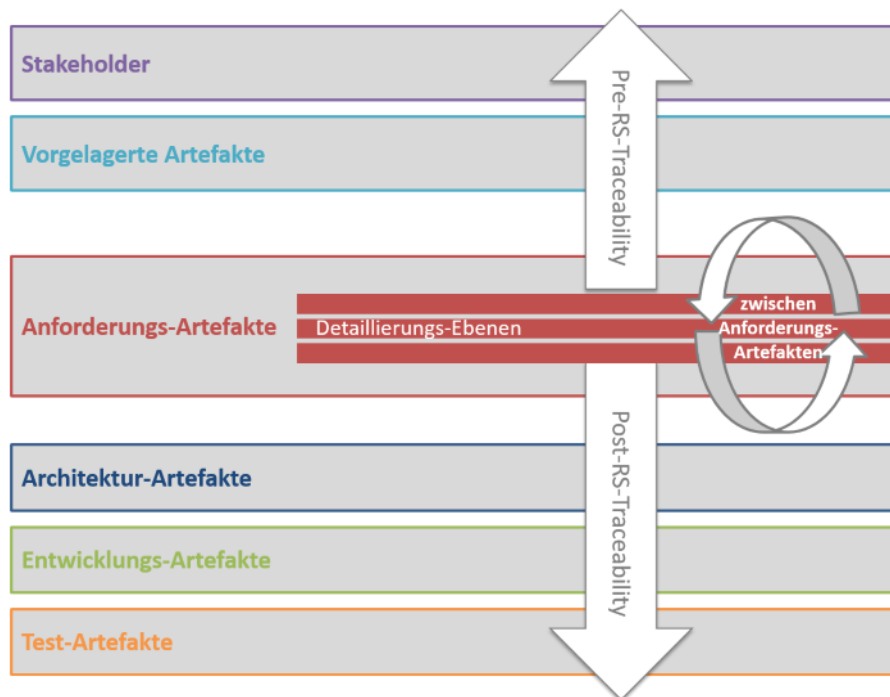 Stakeholder
Pre-RS-Traceability
Vorgelagerte Artefakte
Anforderungs-Artefakte
Detaillierungs-Ebenen
zwischen
Anforderungs-
Artefakten
Post-RS-Traceability
Architektur-Artefakte
Entwicklungs-Artefakte
Test-Artefakte